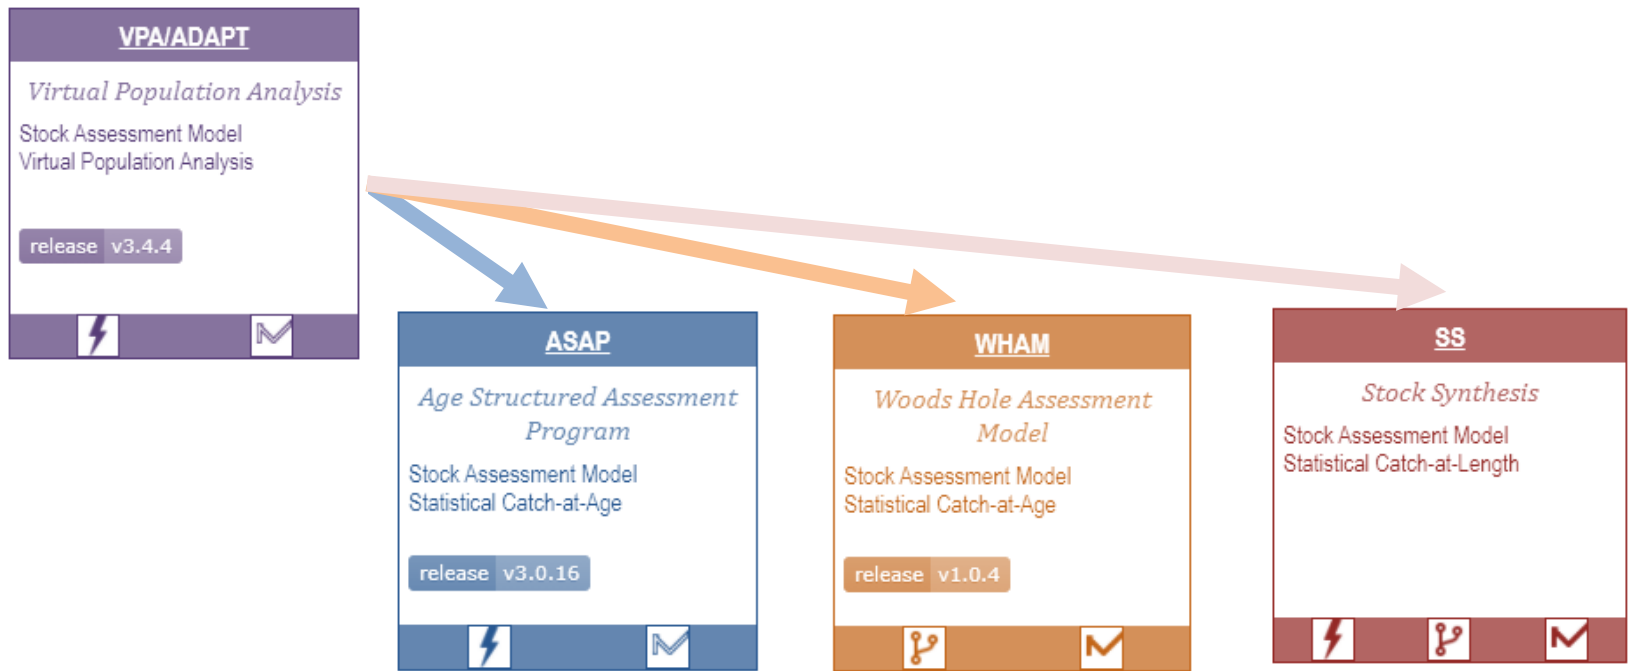 VPA/ADAPT
Virtual Population Analysis
Stock Assessment Model
Virtual Population Analysis
release v3.4.4
ASAP
Age Structured Assessment
Program
Stock Assessment Model
Statistical Catch-at-Age
release v3.0.16
WHAM
Woods Hole Assessment
Model
Stock Assessment Model
Statistical Catch-at-Age
release v1.0.4
SS
Stock Synthesis
Stock Assessment Model
Statistical Catch-at-Length